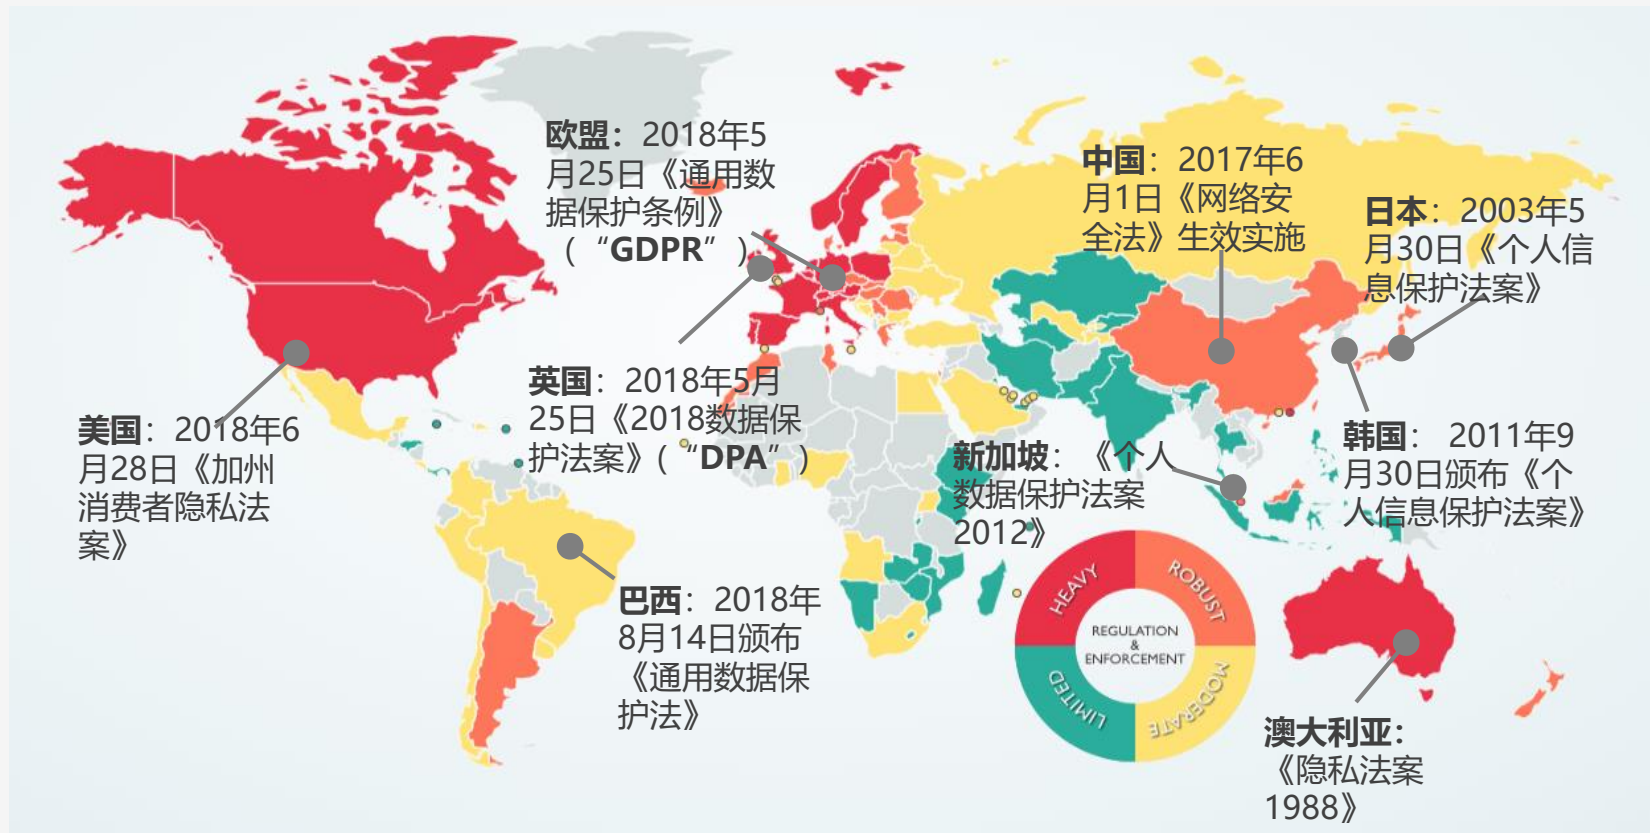 欧盟：2018年5
月25日《通用数
据保护条例》
（“GDPR”）
中国：2017年6
月1日《网络安
全法》生效实施
日本：2003年5
月30日《个人信
息保护法案》
美国：2018年6
月28日《加州
消费者隐私法
案》
英国：2018年5月
25日《2018数据保
护法案》(“DPA”)
新加坡：《个人
数据保护法案
2012》
韩国： 2011年9
月30日颁布《个
人信息保护法案》
巴西：2018年
8月14日颁布
《通用数据保
护法》
HEAVY
ROBUST
REGULATION
&
ENFORCEMENT
LIMITED
MODERATE
澳大利亚：
《隐私法案
1988》